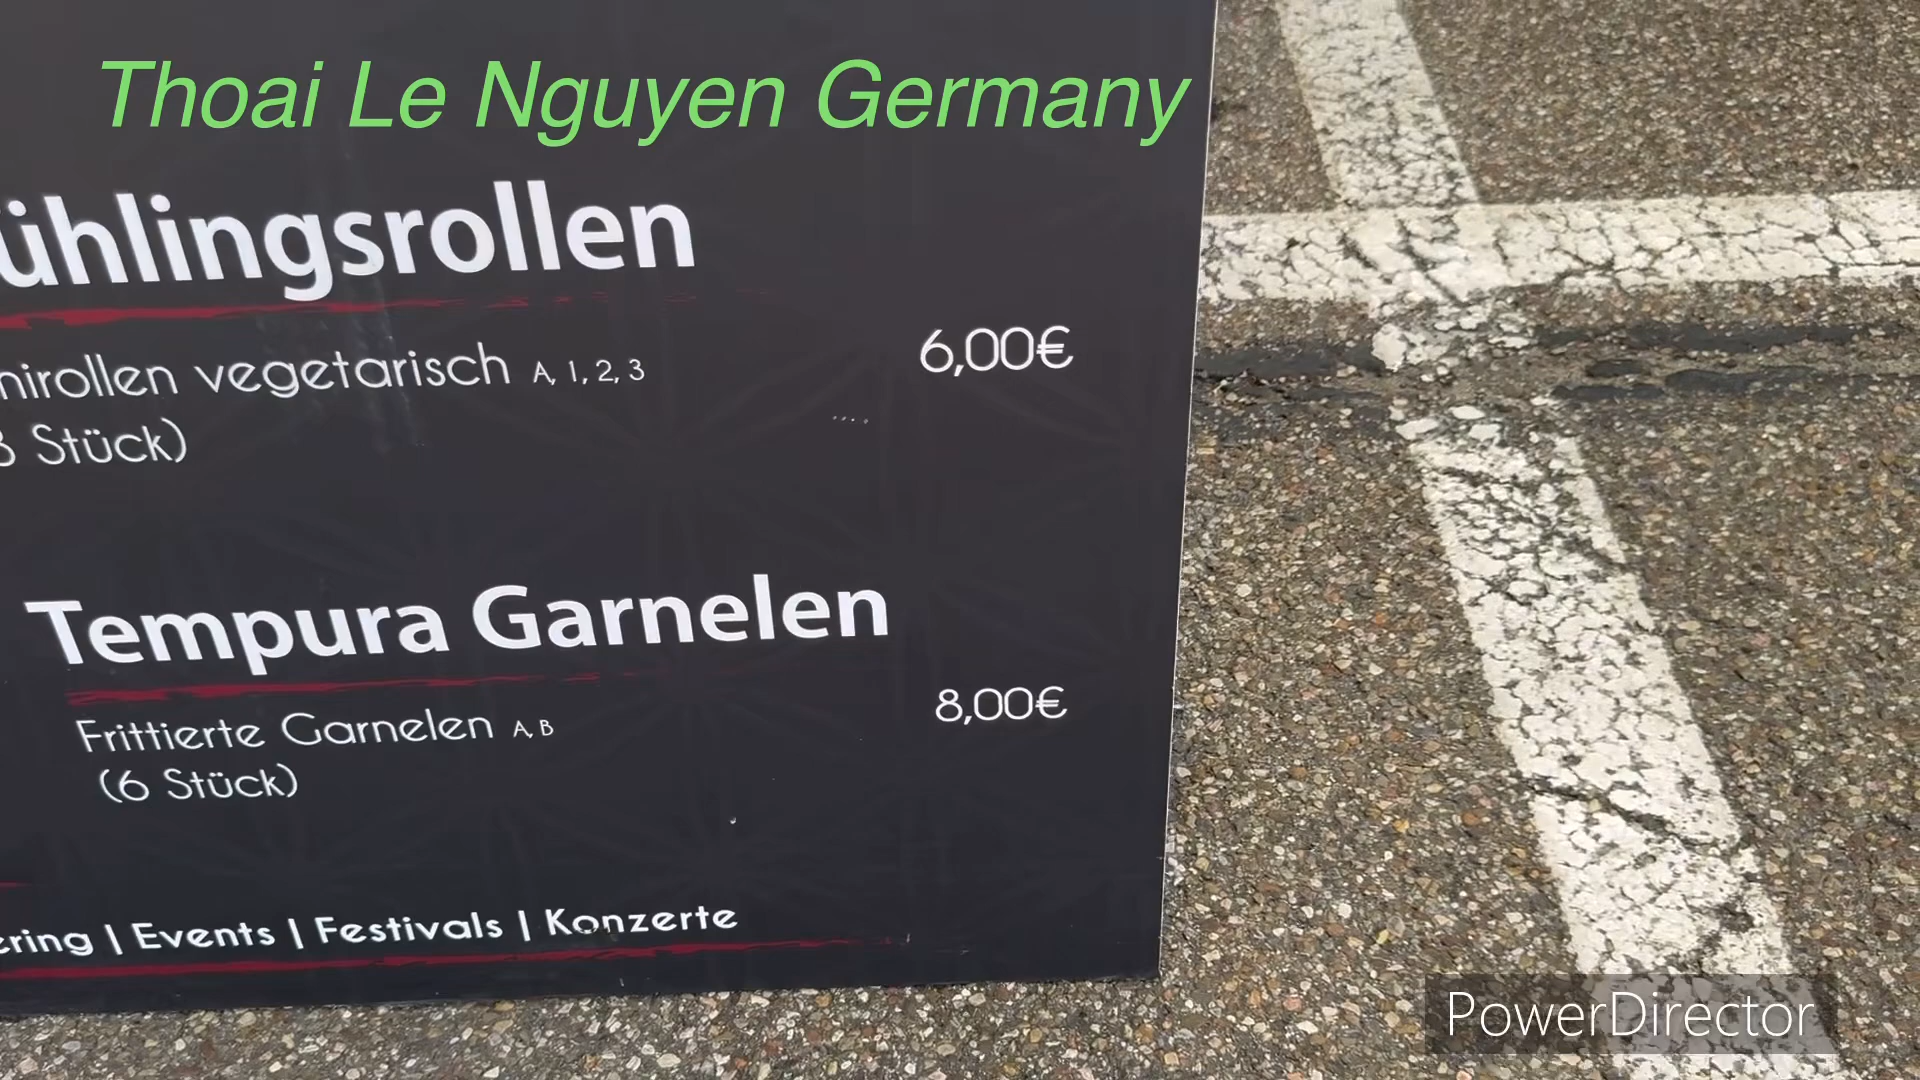 Thoai Le Nguyen Germany
ühlingsrollen
nirollen vegetarisch A, 1, 2, 3
6,00€
Stück)
Tempura Garnelen
Frittierte Garnelen A, B
8,00€
(6 Stück)
ering | Events | Festivals | Konzerte
PowerDirector